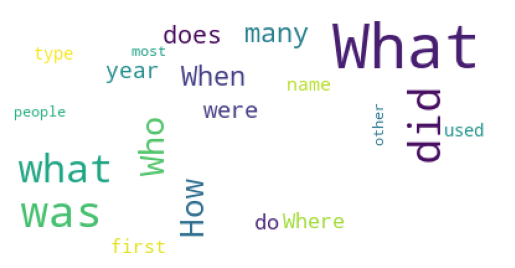 does many What
type most
year When name
people were
other did used
Who
what
was How
do Where
first